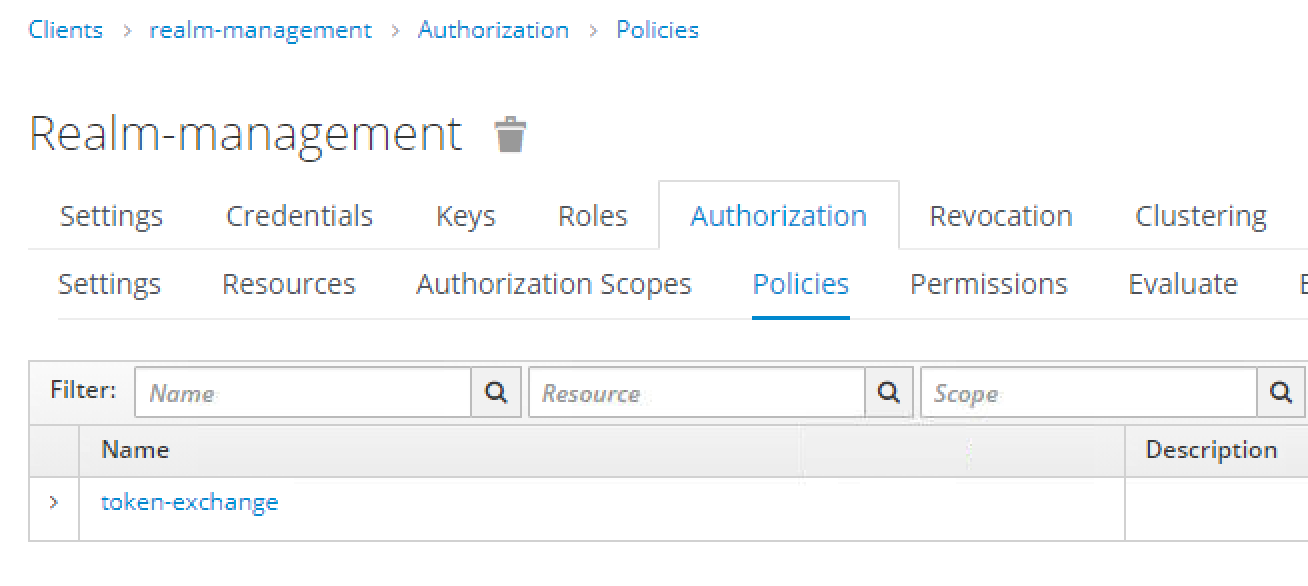 Clients > realm-management > Authorization > Policies
Realm-management
Settings Credentials Keys Roles Authorization Revocation Clustering
Settings Resources Authorization Scopes Policies Permissions Evaluate
Filter: Name Resource Scope
Name Description
> token-exchange